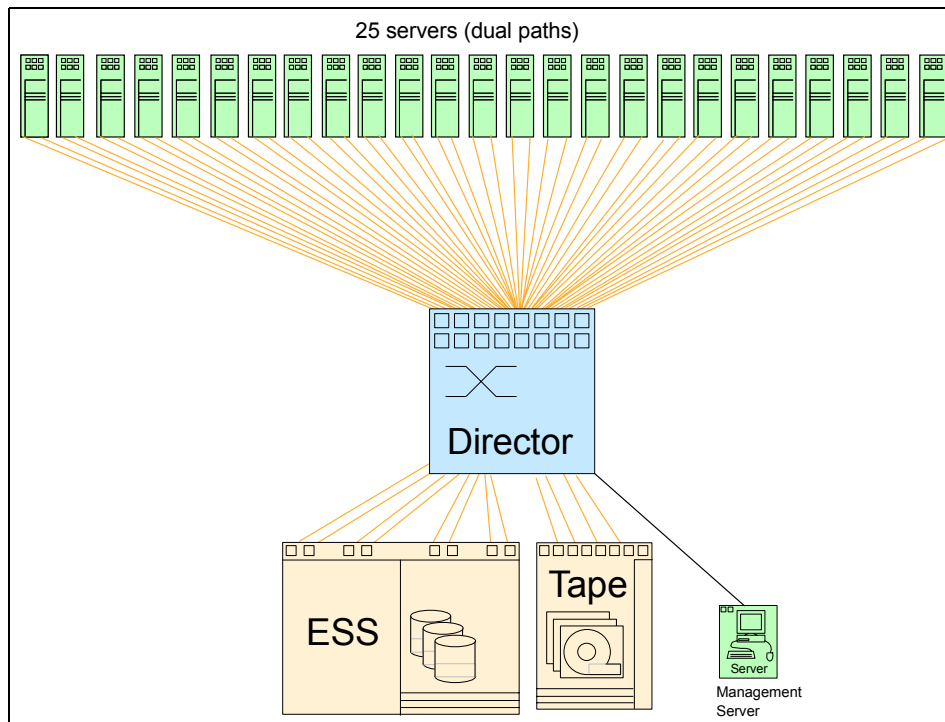 25 servers (dual paths)
Director
ESS
Tape
Server
Management
Server